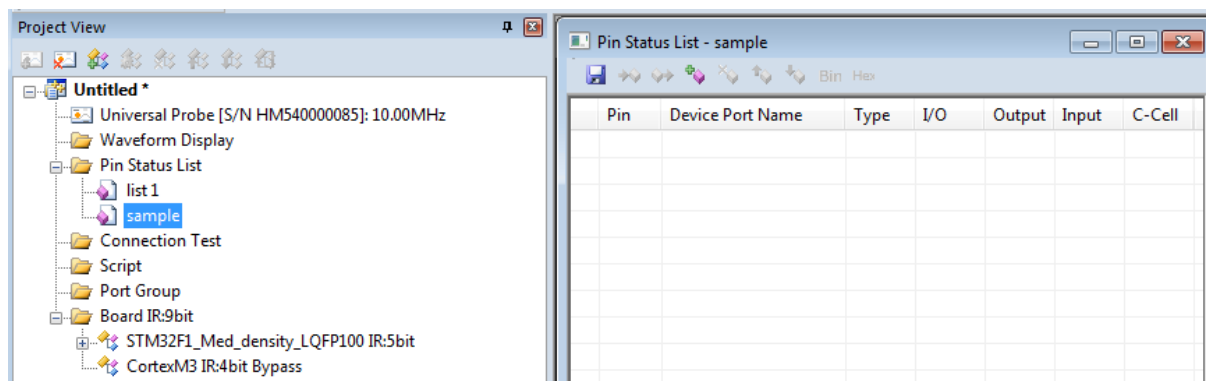 Project View
Untitled *
Universal Probe [S/N HM540000085]: 10.00MHz
Waveform Display
Pin Status List
list 1
sample
Connection Test
Script
Port Group
Board IR:9bit
STM32F1_Med_density_LQFP100 IR:5bit
CortexM3 IR:4bit Bypass
Pin Status List - sample
Bin Hex
Pin Device Port Name Type I/O Output Input C-Cell